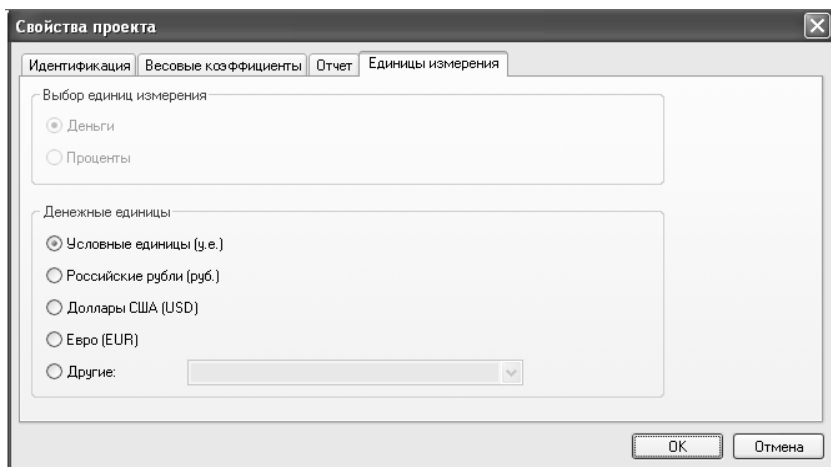 Свойства проекта
Идентификация Весовые коэффициенты Отчет Единицы измерения
Выбор единиц измерения
Деньги
Проценты
Денежные единицы
Условные единицы (у.е.)
Российские рубли (руб.)
Доллары США (USD)
Евро (EUR)
Другие:
OK Отмена